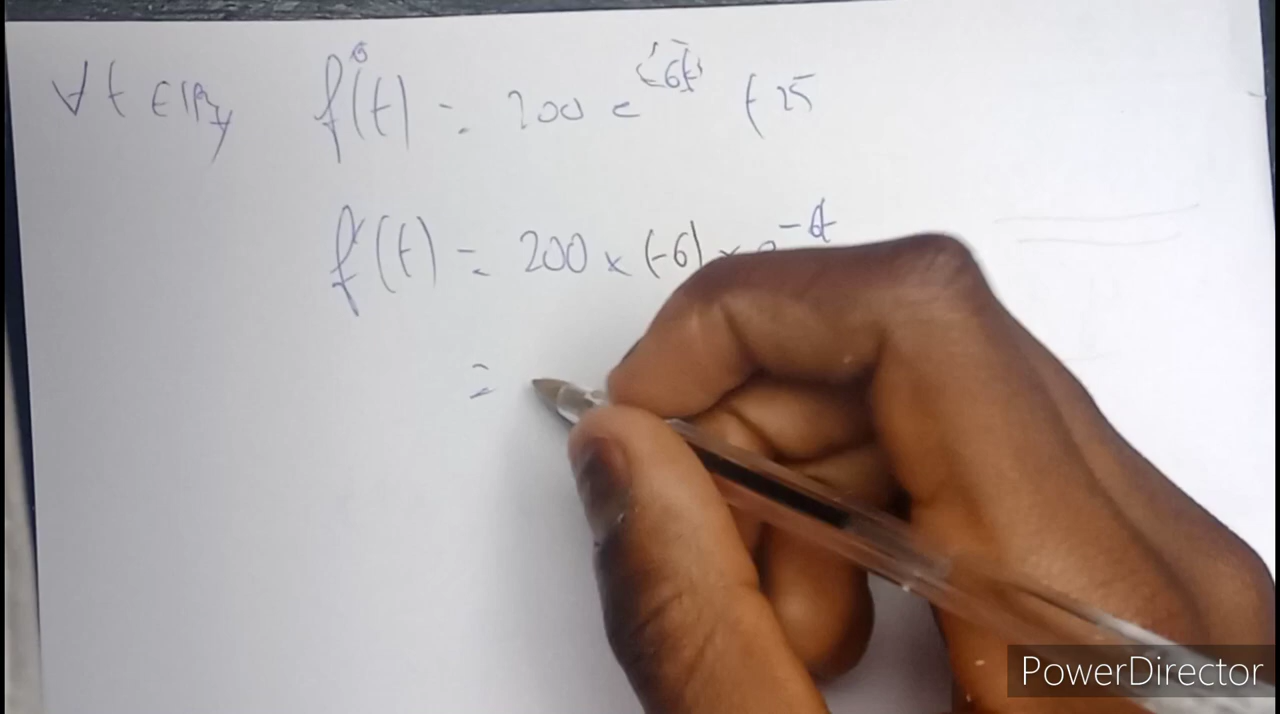 ∀ t ∈ ℝ+ f(t) = 200 e^(-6t) + 25
f'(t) = 200 × (-6) × e^-6t
=
PowerDirector